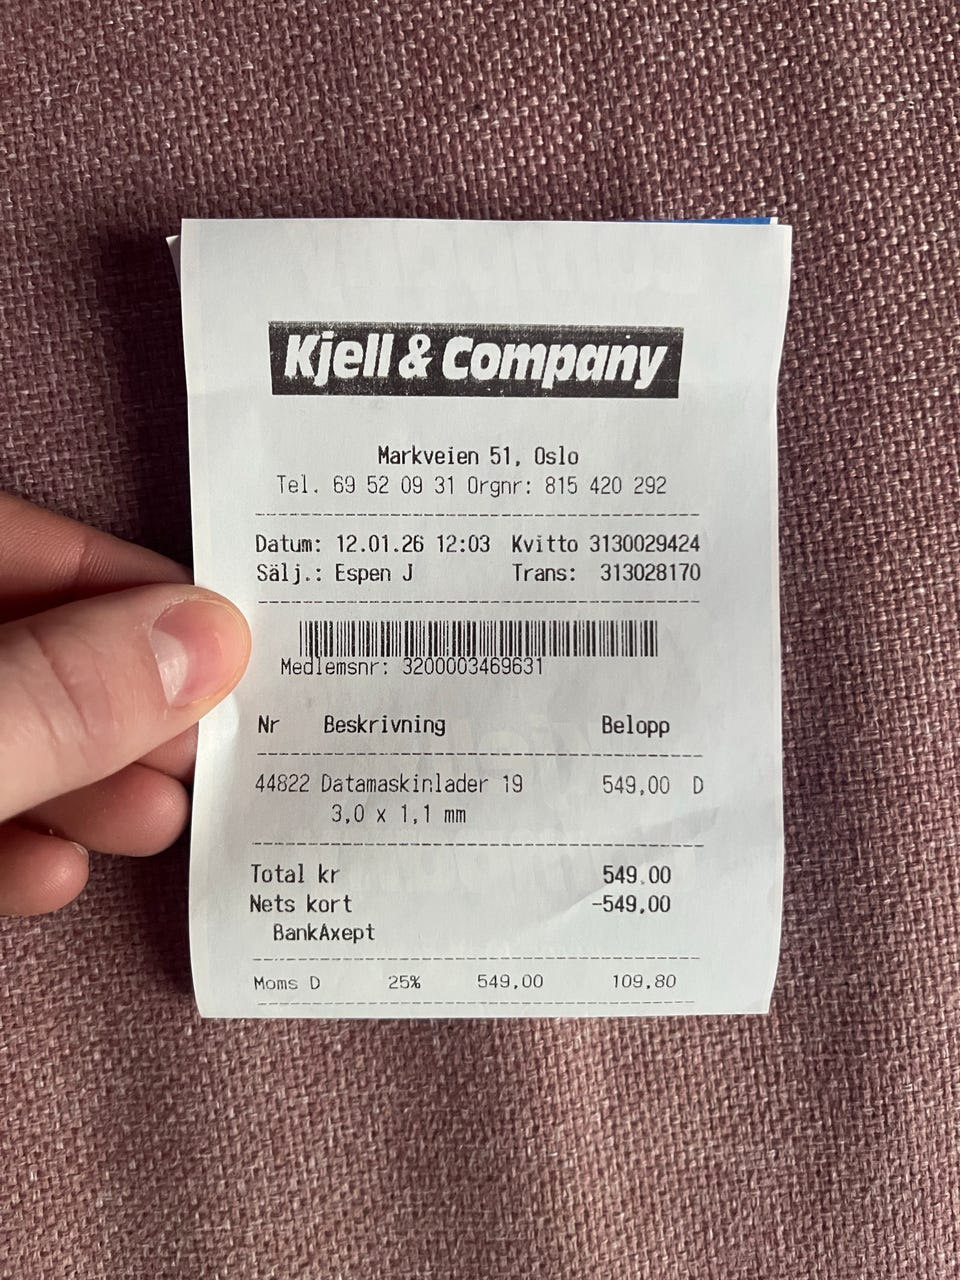 Kjell & Company
Markveien 51, Oslo
Tel. 69 52 09 31 Orgnr: 815 420 292
Datum: 12.01.26 12:03 Kvitto 3130029424
Sälj.: Espen J Trans: 313028170
Medlemsnr: 3200003469631
Nr Beskrivning Belopp
44822 Datamaskinlader 19 549,00 D
3,0 x 1,1 mm
Total kr 549,00
Nets kort -549,00
BankAxept
Moms D 25% 549,00 109,80